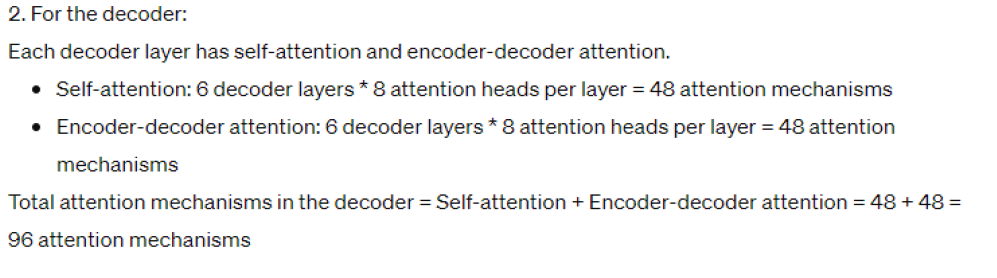 2. For the decoder:
Each decoder layer has self-attention and encoder-decoder attention.
• Self-attention: 6 decoder layers * 8 attention heads per layer = 48 attention mechanisms
• Encoder-decoder attention: 6 decoder layers * 8 attention heads per layer = 48 attention
mechanisms
Total attention mechanisms in the decoder = Self-attention + Encoder-decoder attention = 48 + 48 =
96 attention mechanisms